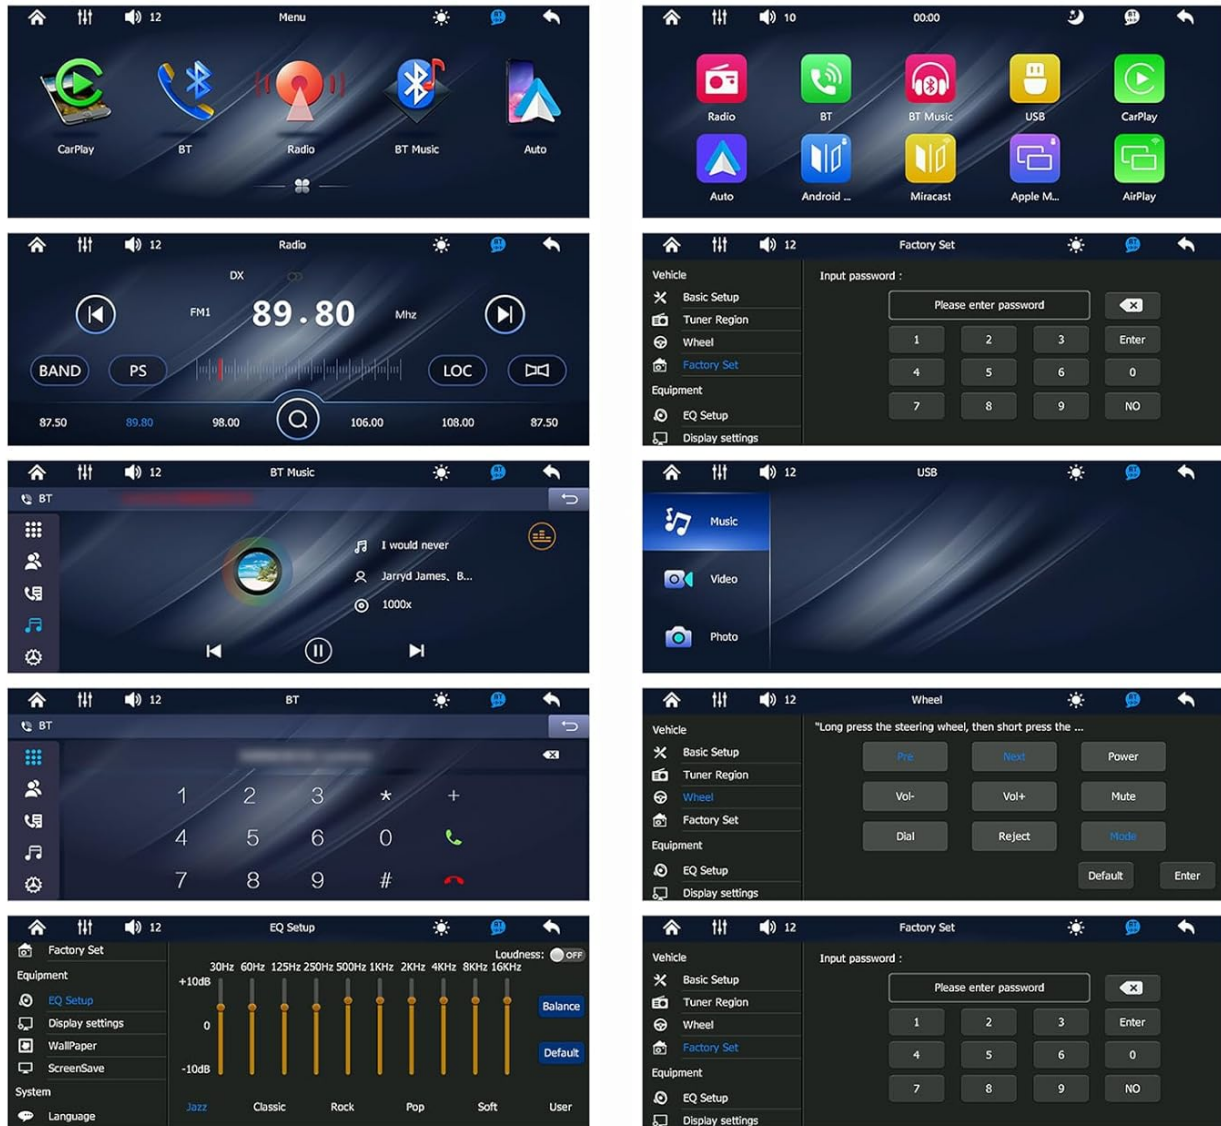 12 Menu
CarPlay BT Radio BT Music Auto
10 00:00
Radio BT BT Music USB CarPlay
Auto Android ... Miracast Apple M... AirPlay
12 Radio
DX
FM1 89.80 Mhz
BAND PS LOC
87.50 89.80 98.00 106.00 108.00 87.50
12 Factory Set
Vehicle
Basic Setup
Tuner Region
Wheel
Factory Set
Equipment
EQ Setup
Display settings
Input password :
Please enter password
1 2 3 Enter
4 5 6 0
7 8 9 NO
12 BT Music
BT
I would never
Jarryd James、B...
1000x
12 USB
Music
Video
Photo
12 BT
BT
1 2 3 * +
4 5 6 0
7 8 9 #
12 Wheel
Vehicle
Basic Setup
Tuner Region
Wheel
Factory Set
Equipment
EQ Setup
Display settings
"Long press the steering wheel, then short press the ...
Pre Next Power
Vol- Vol+ Mute
Dial Reject Mode
Default Enter
12 EQ Setup
Factory Set
Equipment
EQ Setup
Display settings
WallPaper
ScreenSave
System
Language
Loudness: OFF
30Hz 60Hz 125Hz 250Hz 500Hz 1KHz 2KHz 4KHz 8KHz 16KHz
+10dB
0
-10dB
Balance
Default
Jazz Classic Rock Pop Soft User
12 Factory Set
Vehicle
Basic Setup
Tuner Region
Wheel
Factory Set
Equipment
EQ Setup
Display settings
Input password :
Please enter password
1 2 3 Enter
4 5 6 0
7 8 9 NO